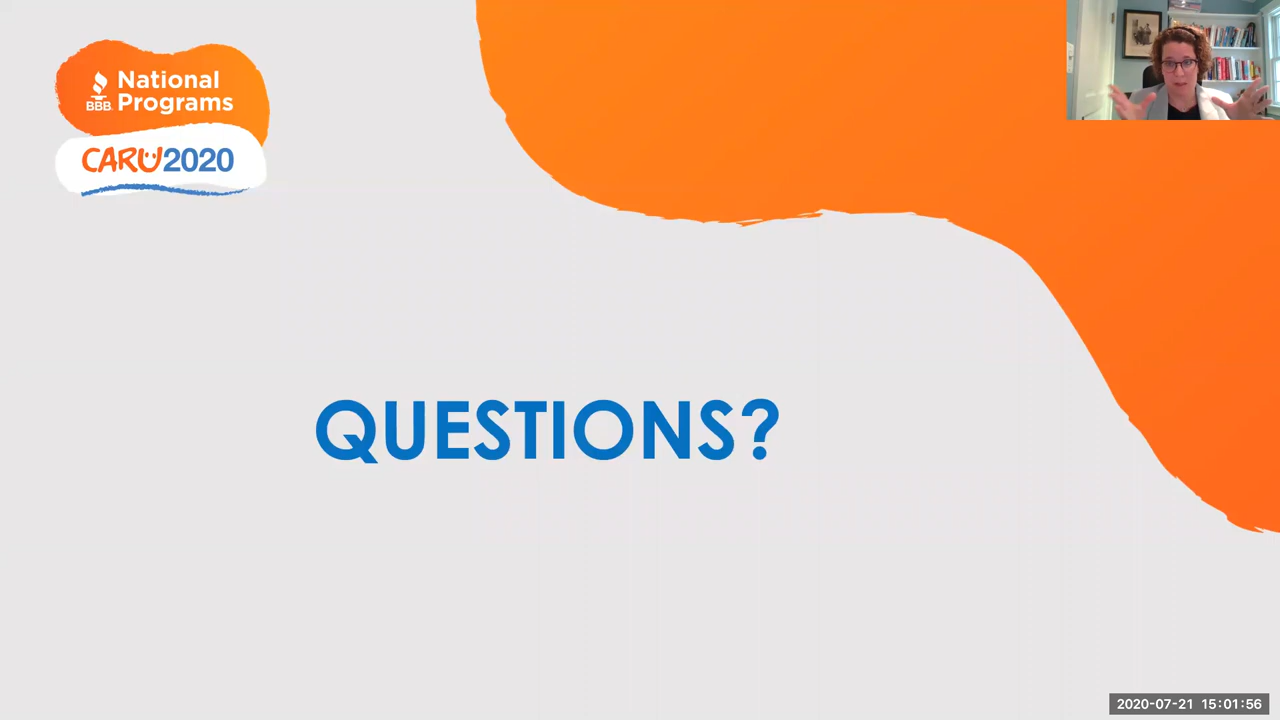 BBB.
National
Programs
CARU2020
QUESTIONS?
2020-07-21 15:01:56